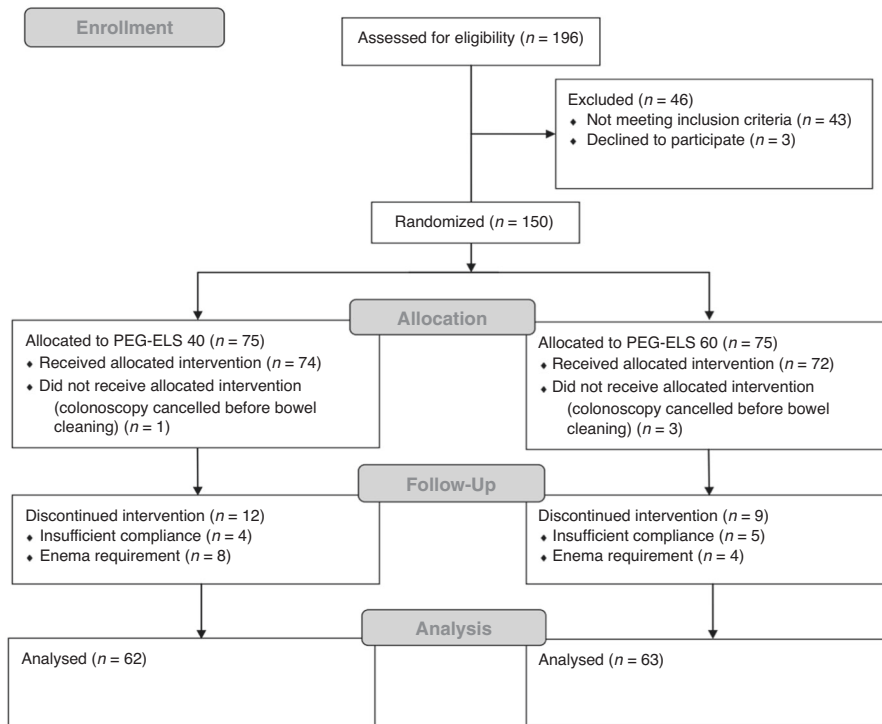 Enrollment
Assessed for eligibility (n = 196)
Excluded (n = 46)
♦ Not meeting inclusion criteria (n = 43)
♦ Declined to participate (n = 3)
Randomized (n = 150)
Allocation
Allocated to PEG-ELS 40 (n = 75)
♦ Received allocated intervention (n = 74)
♦ Did not receive allocated intervention
(colonoscopy cancelled before bowel
cleaning) (n = 1)
Allocated to PEG-ELS 60 (n = 75)
♦ Received allocated intervention (n = 72)
♦ Did not receive allocated intervention
(colonoscopy cancelled before bowel
cleaning) (n = 3)
Follow-Up
Discontinued intervention (n = 12)
♦ Insufficient compliance (n = 4)
♦ Enema requirement (n = 8)
Discontinued intervention (n = 9)
♦ Insufficient compliance (n = 5)
♦ Enema requirement (n = 4)
Analysis
Analysed (n = 62)
Analysed (n = 63)